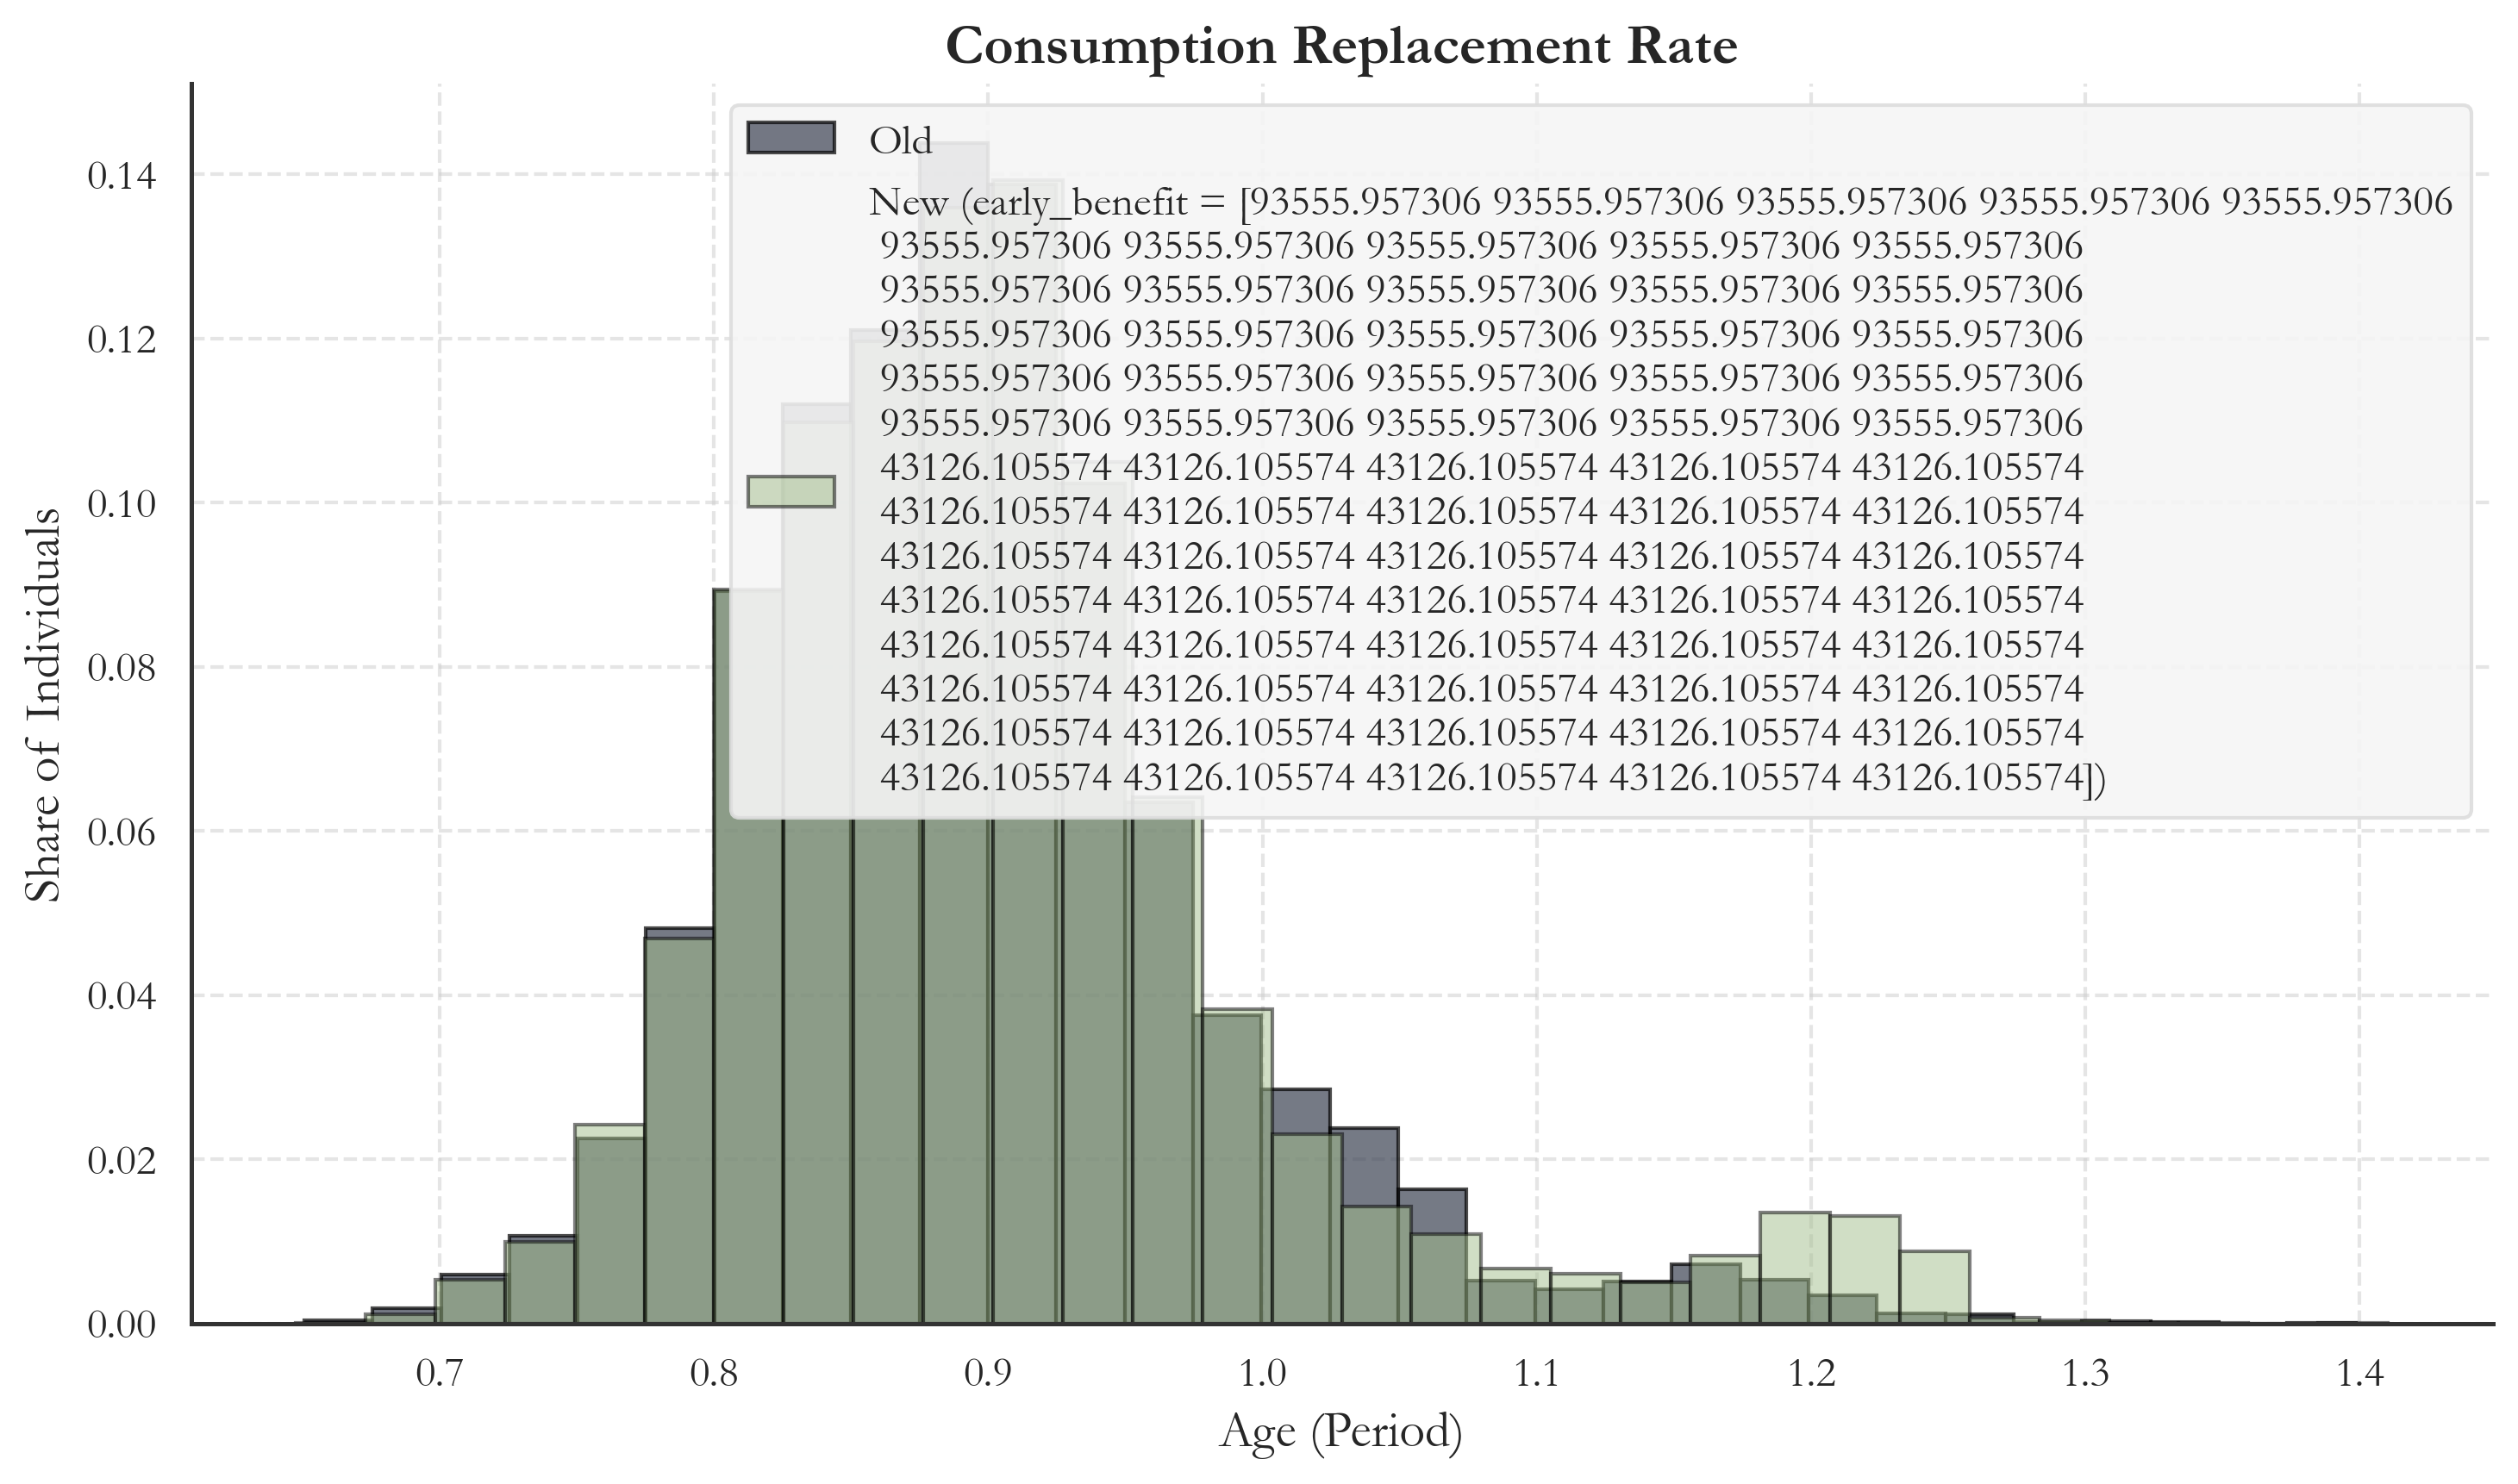 Consumption Replacement Rate
Old
New (early_benefit = [93555.957306 93555.957306 93555.957306 93555.957306 93555.957306
93555.957306 93555.957306 93555.957306 93555.957306 93555.957306
93555.957306 93555.957306 93555.957306 93555.957306 93555.957306
93555.957306 93555.957306 93555.957306 93555.957306 93555.957306
93555.957306 93555.957306 93555.957306 93555.957306 93555.957306
93555.957306 93555.957306 93555.957306 93555.957306 93555.957306
43126.105574 43126.105574 43126.105574 43126.105574 43126.105574
43126.105574 43126.105574 43126.105574 43126.105574 43126.105574
43126.105574 43126.105574 43126.105574 43126.105574 43126.105574
43126.105574 43126.105574 43126.105574 43126.105574 43126.105574
43126.105574 43126.105574 43126.105574 43126.105574 43126.105574
43126.105574 43126.105574 43126.105574 43126.105574 43126.105574
43126.105574 43126.105574 43126.105574 43126.105574 43126.105574
43126.105574 43126.105574 43126.105574 43126.105574 43126.105574])
Share of Individuals
0.14
0.12
0.10
0.08
0.06
0.04
0.02
0.00
0.7 0.8 0.9 1.0 1.1 1.2 1.3 1.4
Age (Period)